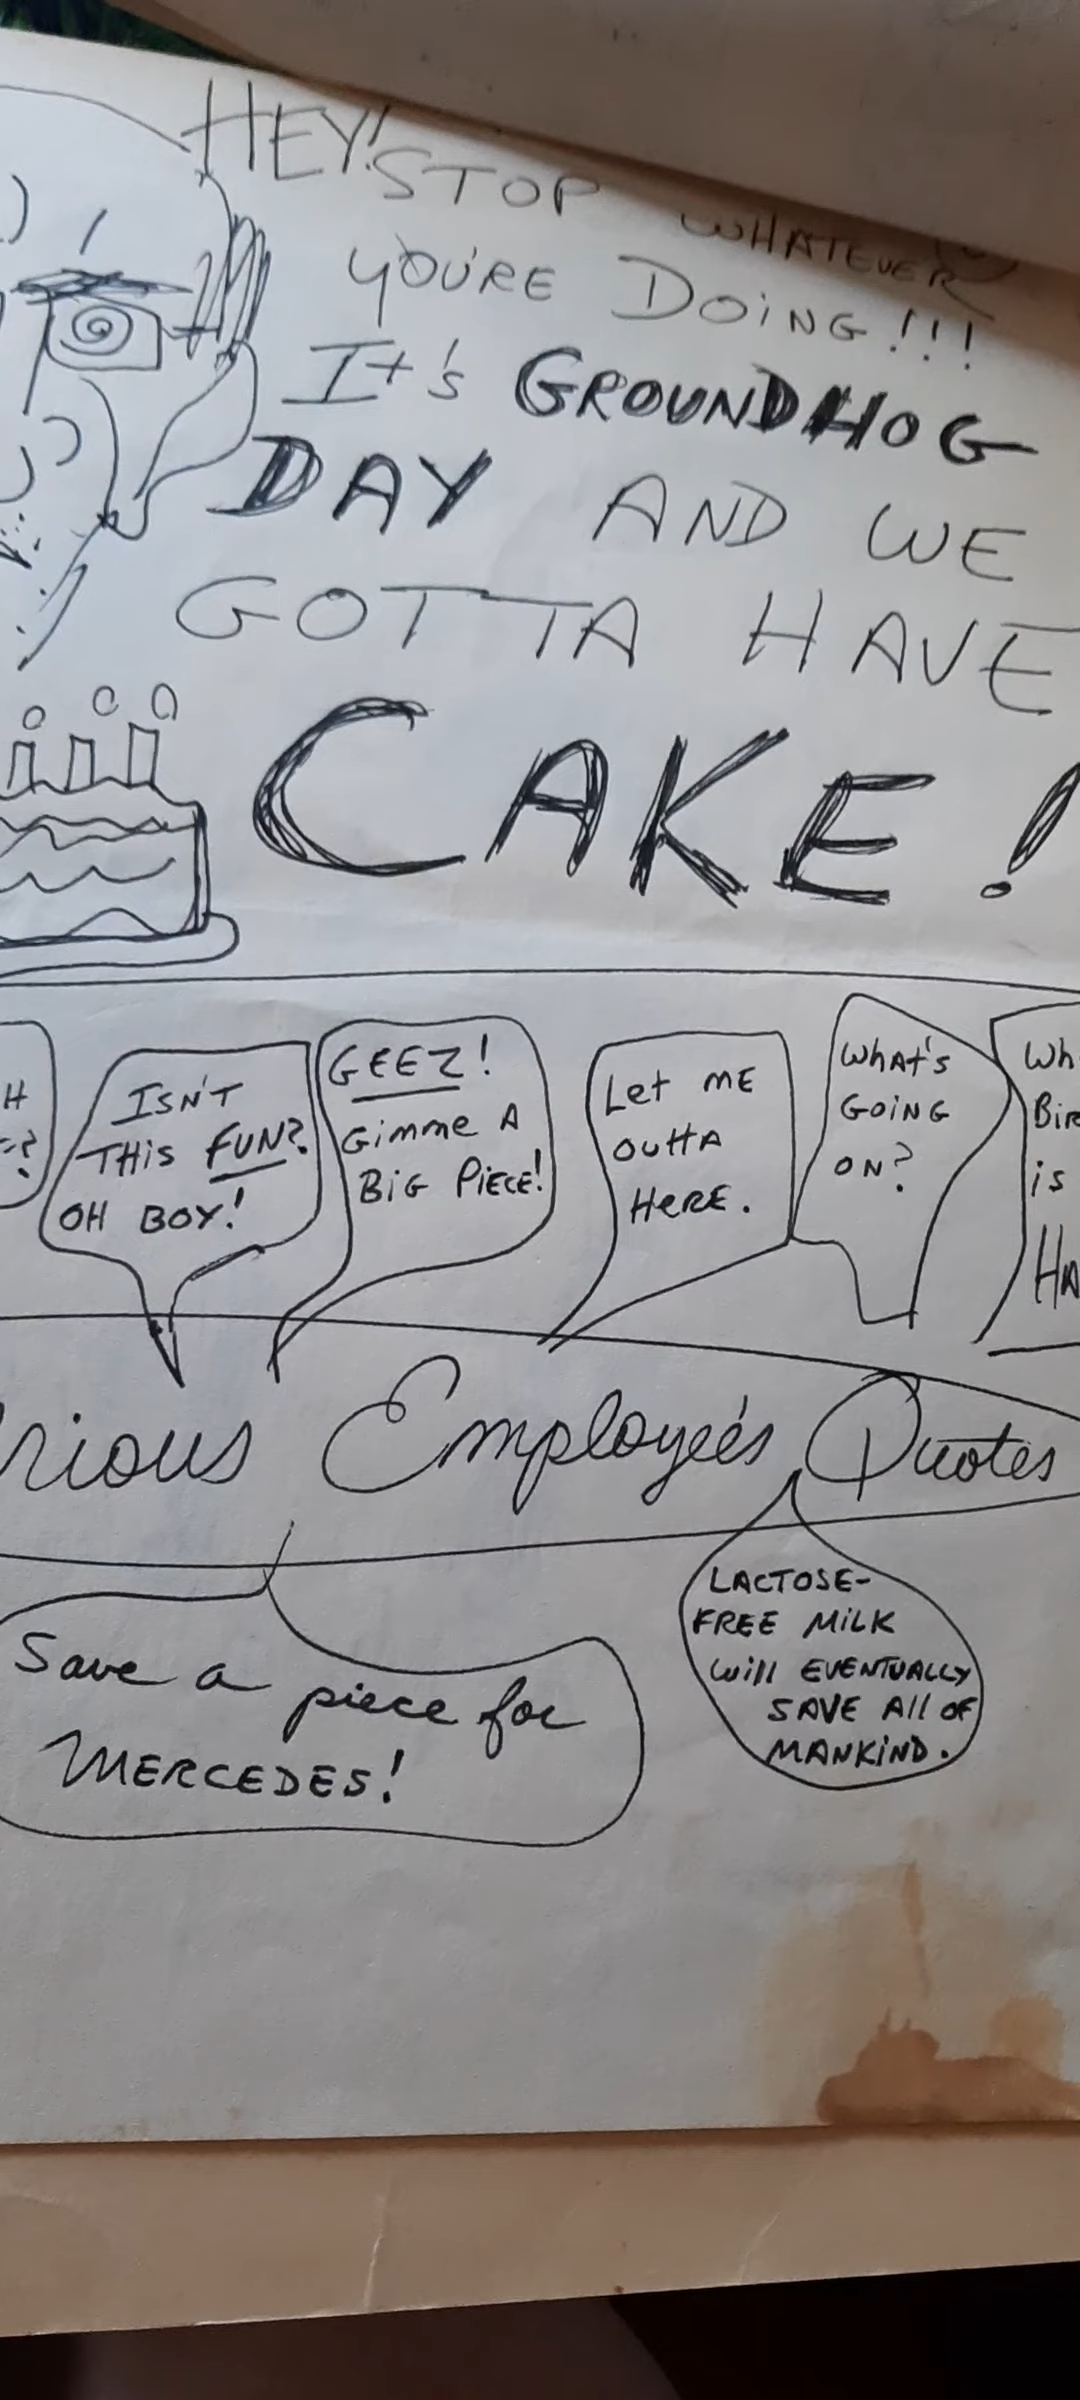 HEY! STOP WHATEVER
YOU'RE DOING!!!
It's GROUNDHOG
DAY AND WE
GOTTA HAVE
CAKE!
ISN'T
THIS FUN?
OH BOY!
GEEZ!
Gimme A
BiG PiECE!
Let ME
OUTTA
HERE.
WHAT'S
GOING
ON?
is
Employee's Quotes
Save a piece for
MERCEDES!
LACTOSE-
FREE MILK
Will EVENTUALLY
SAVE All OF
MANKIND.